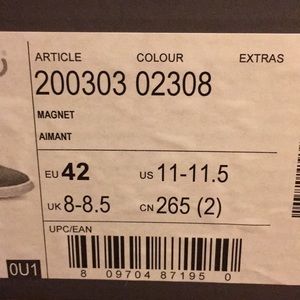 ARTICLE COLOUR EXTRAS
200303 02308
MAGNET
AIMANT
EU 42 US 11-11.5
UK 8-8.5 CN 265 (2)
UPC/EAN
0U1
8 09704 87195 0